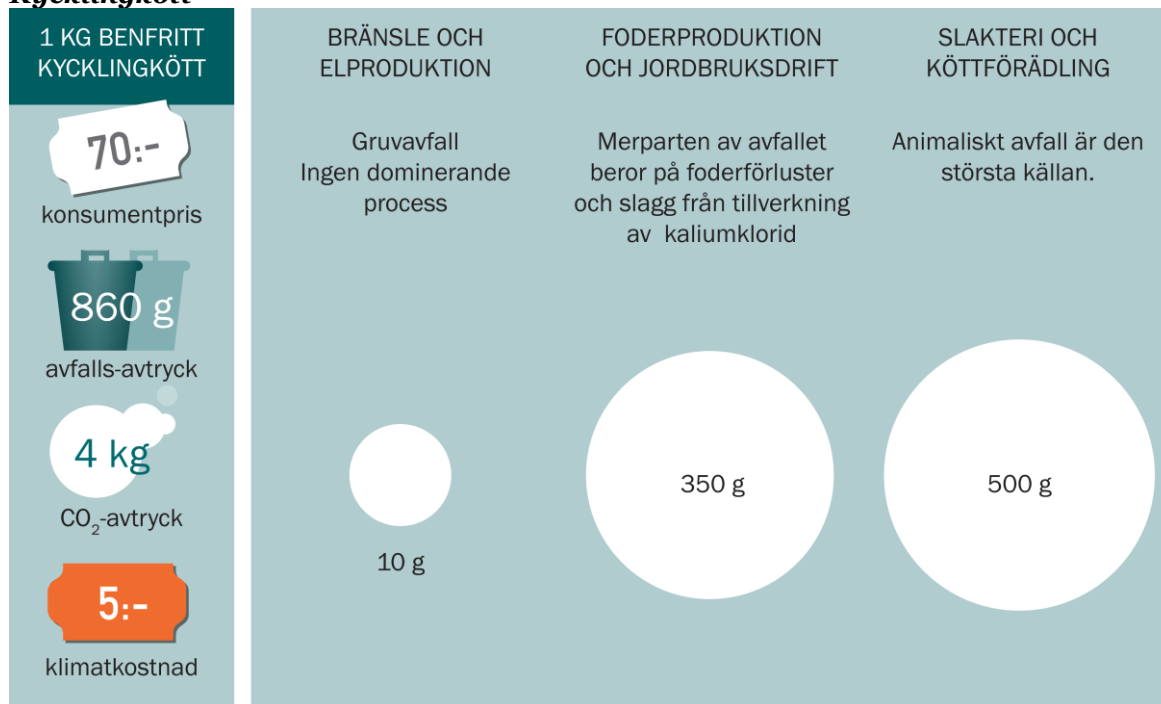 Kycklingkött
1 KG BENFRITT
KYCKLINGKÖTT
70:-
konsumentpris
860 g
avfalls-avtryck
4 kg
CO₂-avtryck
5:-
klimatkostnad
BRÄNSLE OCH
ELPRODUKTION
Gruvavfall
Ingen dominerande
process
10 g
FODERPRODUKTION
OCH JORDBRUKSDRIFT
Merparten av avfallet
beror på foderförluster
och slagg från tillverkning
av kaliumklorid
350 g
SLAKTERI OCH
KÖTTFÖRÄDLING
Animaliskt avfall är den
största källan.
500 g